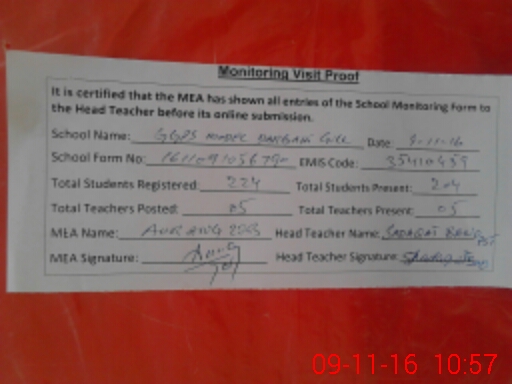 Monitoring Visit Proof
It is certified that the MEA has shown all entries of the School Monitoring Form to
the Head Teacher before its online submission.
School Name: GGPS Date: 9-11-16
School Form No: EMIS Code: 35410459
Total Students Registered: 224 Total Students Present: 204
Total Teachers Posted: 05 Total Teachers Present: 05
MEA Name: Head Teacher Name:
MEA Signature: Head Teacher Signature:
09-11-16 10:57